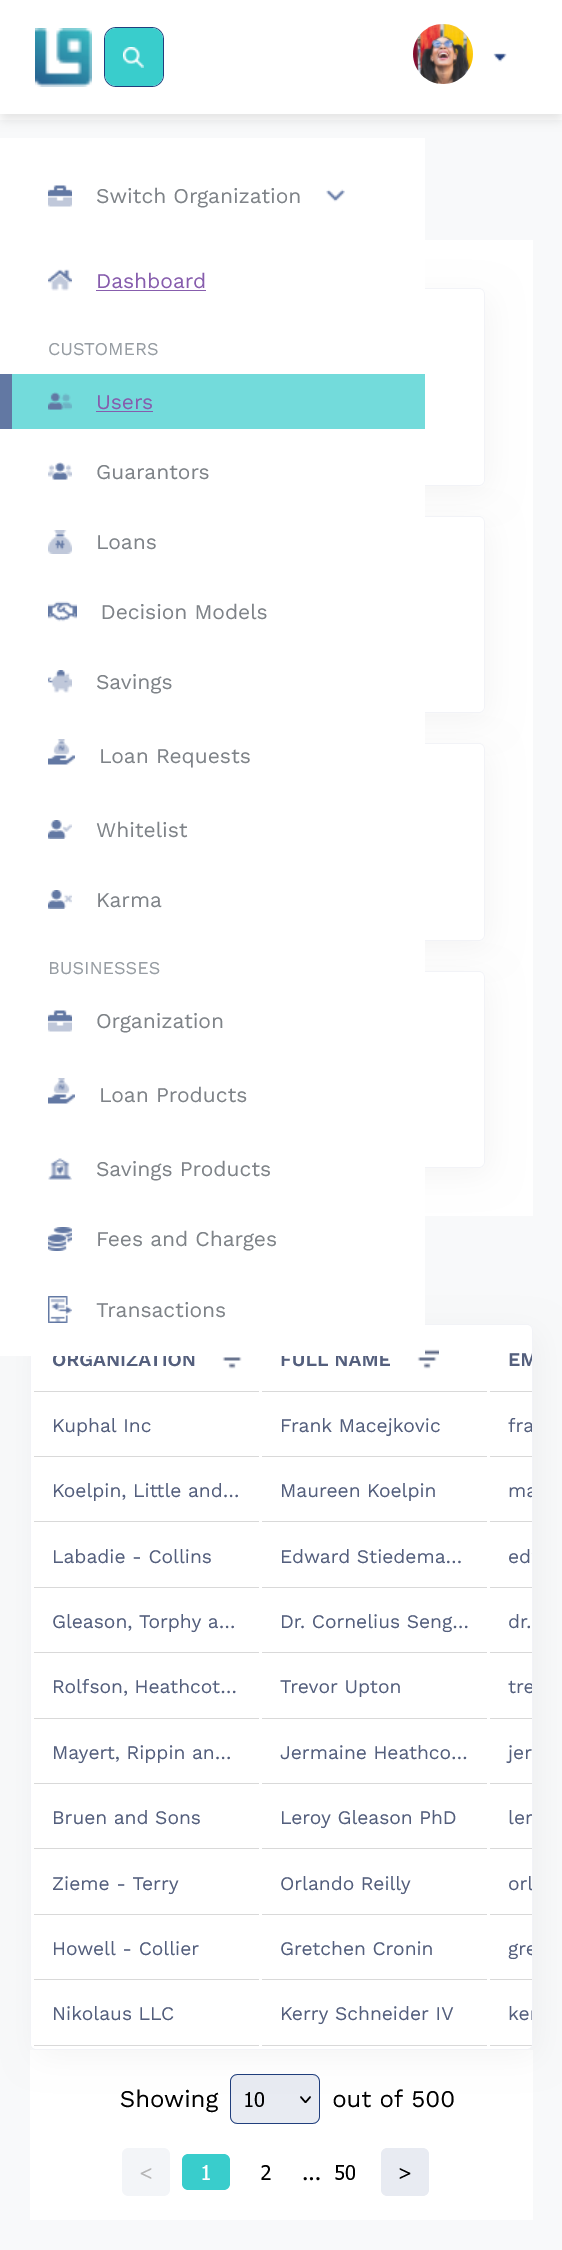 Switch Organization
Dashboard
CUSTOMERS
Users
Guarantors
Loans
Decision Models
Savings
Loan Requests
Whitelist
Karma
BUSINESSES
Organization
Loan Products
Savings Products
Fees and Charges
Transactions
ORGANIZATION FULL NAME EM
Kuphal Inc Frank Macejkovic fra
Koelpin, Little and... Maureen Koelpin ma
Labadie - Collins Edward Stiedema... ed
Gleason, Torphy a... Dr. Cornelius Seng... dr.
Rolfson, Heathcot... Trevor Upton tre
Mayert, Rippin an... Jermaine Heathco... jer
Bruen and Sons Leroy Gleason PhD ler
Zieme - Terry Orlando Reilly orl
Howell - Collier Gretchen Cronin gre
Nikolaus LLC Kerry Schneider IV ker
Showing 10 out of 500
< 1 2 ... 50 >